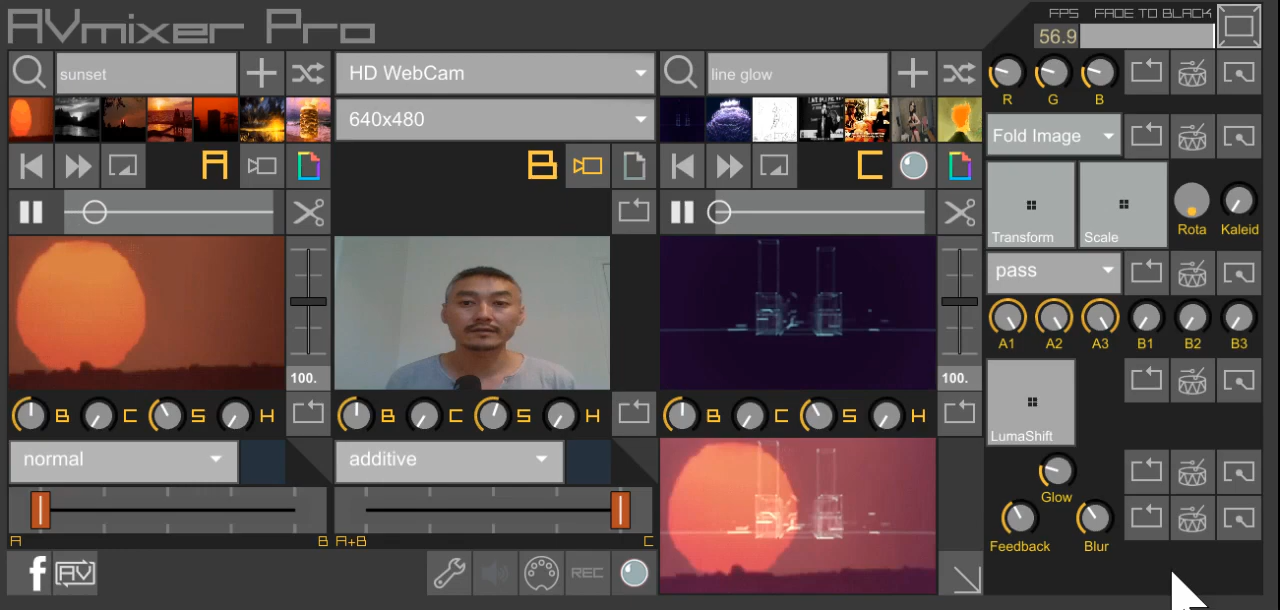 AVmixer Pro
FPS FADE TO BLACK
56.9
sunset
HD WebCam
line glow
R G B
640x480
Fold Image
A
B
C
Transform
Scale
Rota
Kaleid
pass
A1 A2 A3 B1 B2 B3
100.
100.
B C S H
B C S H
B C S H
LumaShift
normal
additive
Glow
Feedback
Blur
A B
A+B C
f
AV
REC